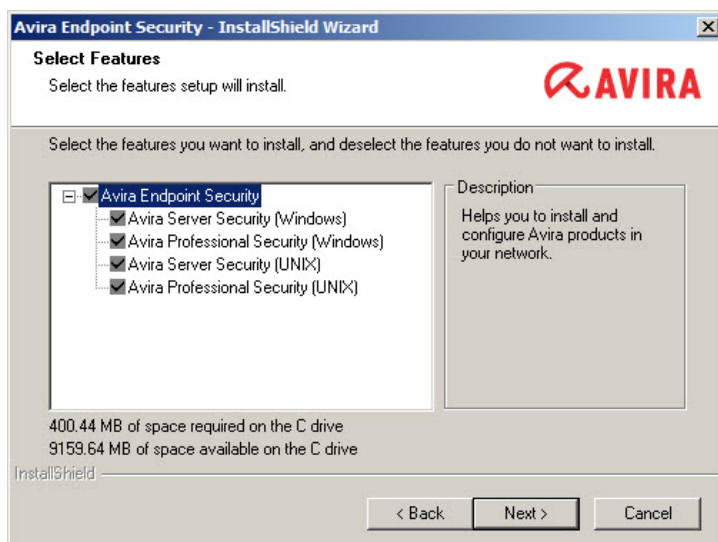 Avira Endpoint Security - InstallShield Wizard
Select Features
Select the features setup will install.
AVIRA
Select the features you want to install, and deselect the features you do not want to install.
Avira Endpoint Security
Avira Server Security (Windows)
Avira Professional Security (Windows)
Avira Server Security (UNIX)
Avira Professional Security (UNIX)
Description
Helps you to install and
configure Avira products in
your network.
400.44 MB of space required on the C drive
9159.64 MB of space available on the C drive
InstallShield
< Back
Next >
Cancel